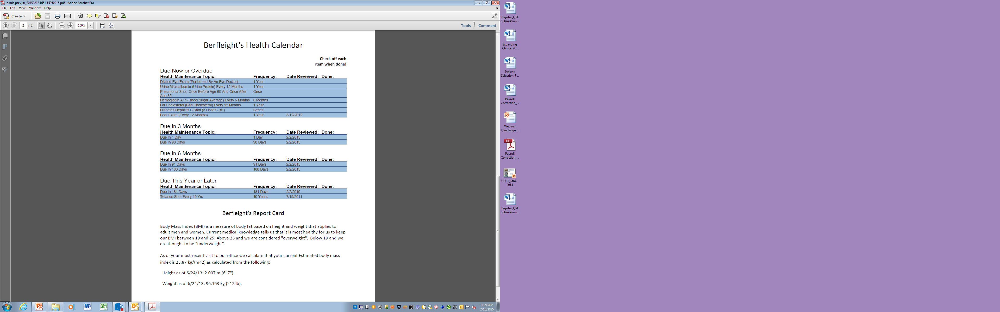 adult_prev_ltr_20150202 1651 15950015.pdf - Adobe Acrobat Pro
File Edit View Window Help
Create
2 / 2 100% Tools Comment
Berfleight's Health Calendar
Check off each
item when done!
Due Now or Overdue
Health Maintenance Topic: Frequency: Date Reviewed: Done:
Dilated Eye Exam (Performed By An Eye Doctor) 1 Year
Urine Microalbumin (Urine Protein) Every 12 Months 1 Year
Pneumonia Shot, Once Before Age 65 And Once After Once
Age 65
Hemoglobin A1c (Blood Sugar Average) Every 6 Months 6 Months
Ldl Cholesterol (Bad Cholesterol) Every 12 Months 1 Year
Diabetes Hepatitis B Shot (3 Doses) (#1) Series
Foot Exam (Every 12 Months) 1 Year 3/12/2012
Due in 3 Months
Health Maintenance Topic: Frequency: Date Reviewed: Done:
Due In 1 Day 1 Day 2/2/2015
Due In 90 Days 90 Days 2/2/2015
Due in 6 Months
Health Maintenance Topic: Frequency: Date Reviewed: Done:
Due In 91 Days 91 Days 2/2/2015
Due In 180 Days 180 Days 2/2/2015
Due This Year or Later
Health Maintenance Topic: Frequency: Date Reviewed: Done:
Due In 181 Days 181 Days 2/2/2015
Tetanus Shot Every 10 Yrs 10 Years 7/19/2011
Berfleight's Report Card
Body Mass Index (BMI) is a measure of body fat based on height and weight that applies to
adult men and women. Current medical knowledge tells us that it is most healthy for us to keep
our BMI between 19 and 25. Above 25 and we are considered "overweight". Below 19 and we
are thought to be "underweight".
As of your most recent visit to our office we calculate that your current Estimated body mass
index is 23.87 kg/(m^2) as calculated from the following:
Height as of 6/24/13: 2.007 m (6' 7").
Weight as of 6/24/13: 96.163 kg (212 lb).
Registry_QPF
Submission...
Expanding
Clinical A...
Patient
Selection_F...
Payroll
Correction_...
Webinar
3_Redesign ...
PDF
Payroll
Correction_...
COLT_Stro...
2014
Registry_QPF
Submission...
11:24 AM
2/16/2015